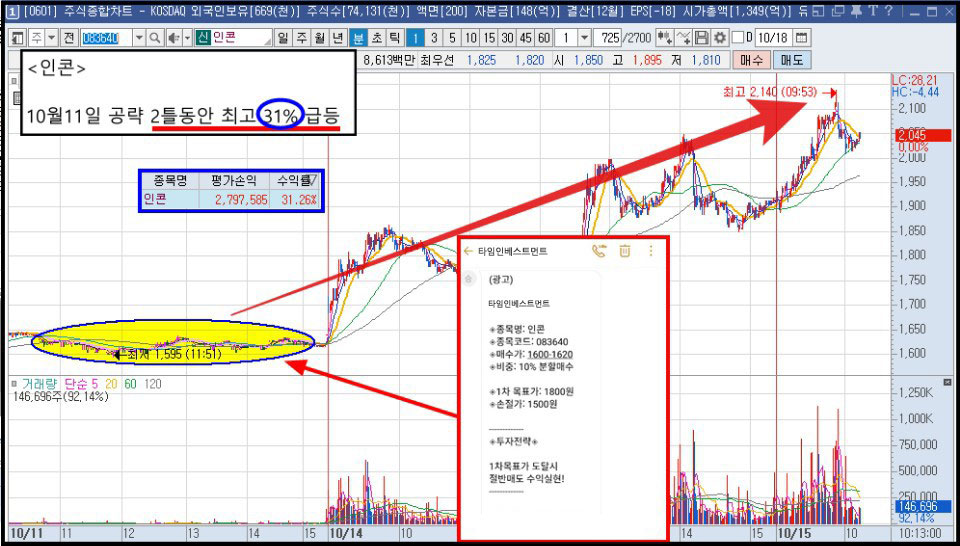 [0601] 주식종합차트 - KOSDAQ 외국인보유[669(천)] 주식수[74,131(천)] 액면[200] 자본금[148(억)] 결산[12월] EPS[-18] 시가총액[1,349(억)]
주 전 083640 신 인콘 일 주 월 년 분 초 틱 1 3 5 10 15 30 45 60 1 725 /2700 D 10/18
8,613백만 최우선 1,825 1,820 시 1,850 고 1,895 저 1,810 매수 매도
<인콘>
10월11일 공략 2틀동안 최고 31% 급등
종목명 평가손익 수익률
인콘 2,797,585 31.26%
최고 2,140 (09:53)
LC:28,21
HC:-4,44
2,100
2,045
0,00%
2,000
1,950
1,900
1,850
1,800
1,750
1,700
1,650
1,600
최저 1,595 (11:51)
타임인베스트먼트
(광고)
타임인베스트먼트
※종목명: 인콘
※종목코드: 083640
※매수가: 1600-1620
※비중: 10% 분할매수
※1차 목표가: 1800원
※손절가: 1500원
------------
※투자전략※
1차목표가 도달시
절반매도 수익실현!
------------
거래량 단순 5 20 60 120
146,696주(92,14%)
1,250K
1,000K
750,000
500,000
250,000
146,696
92,14%
10/11 11 12 13 14 10/14 10 14 10/15 10 10:13:00